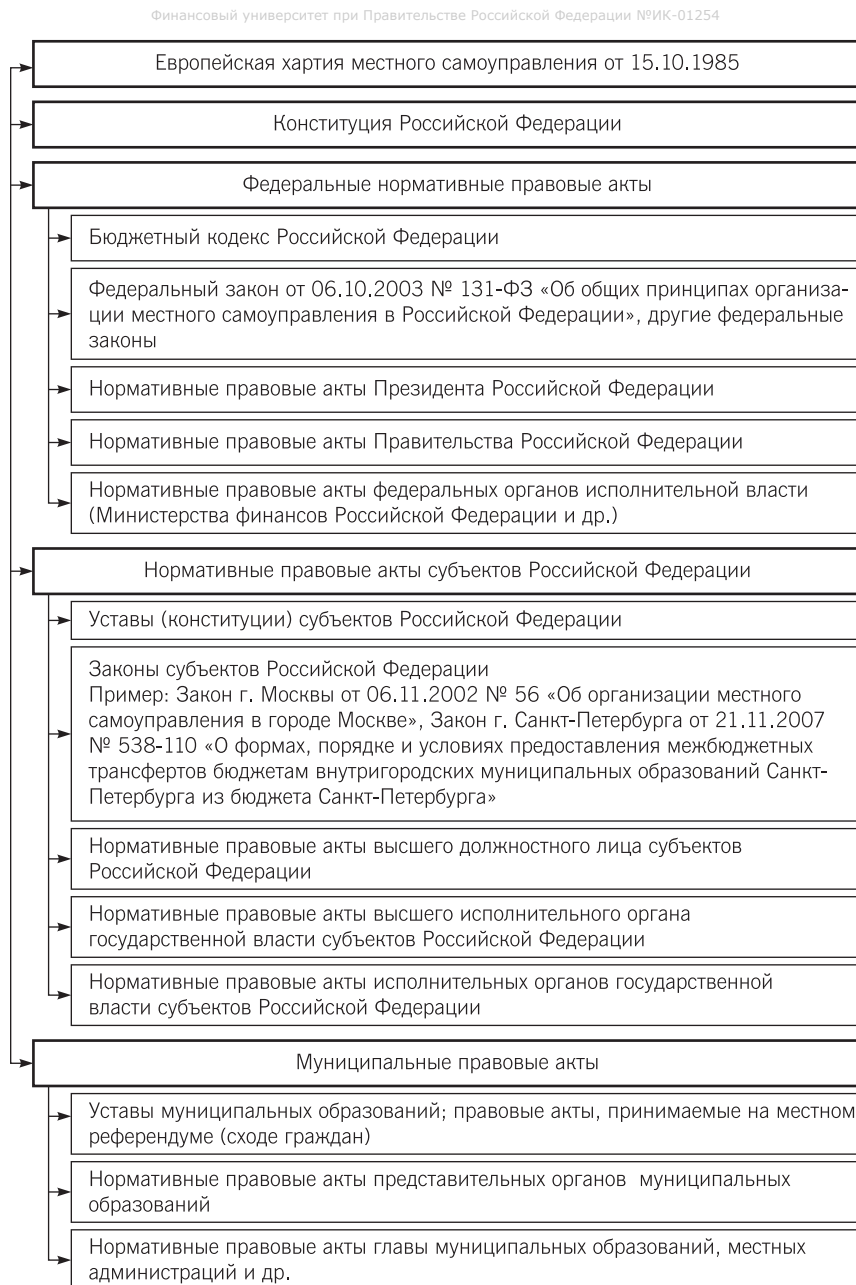 Финансовый университет при Правительстве Российской Федерации №ИК-01254
Европейская хартия местного самоуправления от 15.10.1985
Конституция Российской Федерации
Федеральные нормативные правовые акты
Бюджетный кодекс Российской Федерации
Федеральный закон от 06.10.2003 № 131-ФЗ «Об общих принципах организа-
ции местного самоуправления в Российской Федерации», другие федеральные
законы
Нормативные правовые акты Президента Российской Федерации
Нормативные правовые акты Правительства Российской Федерации
Нормативные правовые акты федеральных органов исполнительной власти
(Министерства финансов Российской Федерации и др.)
Нормативные правовые акты субъектов Российской Федерации
Уставы (конституции) субъектов Российской Федерации
Законы субъектов Российской Федерации
Пример: Закон г. Москвы от 06.11.2002 № 56 «Об организации местного
самоуправления в городе Москве», Закон г. Санкт-Петербурга от 21.11.2007
№ 538-110 «О формах, порядке и условиях предоставления межбюджетных
трансфертов бюджетам внутригородских муниципальных образований Санкт-
Петербурга из бюджета Санкт-Петербурга»
Нормативные правовые акты высшего должностного лица субъектов
Российской Федерации
Нормативные правовые акты высшего исполнительного органа
государственной власти субъектов Российской Федерации
Нормативные правовые акты исполнительных органов государственной
власти субъектов Российской Федерации
Муниципальные правовые акты
Уставы муниципальных образований; правовые акты, принимаемые на местном
референдуме (сходе граждан)
Нормативные правовые акты представительных органов муниципальных
образований
Нормативные правовые акты главы муниципальных образований, местных
администраций и др.